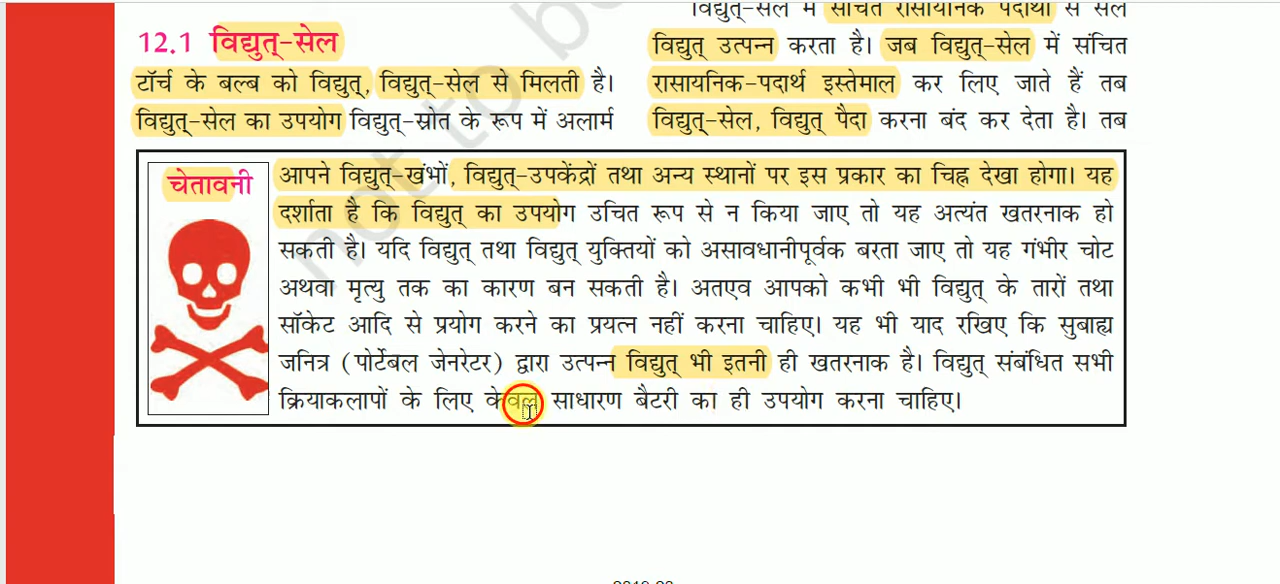 12.1 विद्युत्-सेल
टॉर्च के बल्ब को विद्युत्, विद्युत्-सेल से मिलती है।
विद्युत्-सेल का उपयोग विद्युत्-स्रोत के रूप में अलार्म
विद्युत्-सेल में संचित रासायनिक पदार्थों से सेल
विद्युत् उत्पन्न करता है। जब विद्युत्-सेल में संचित
रासायनिक-पदार्थ इस्तेमाल कर लिए जाते हैं तब
विद्युत्-सेल, विद्युत् पैदा करना बंद कर देता है। तब
चेतावनी
आपने विद्युत्-खंभों, विद्युत्-उपकेंद्रों तथा अन्य स्थानों पर इस प्रकार का चिह्न देखा होगा। यह
दर्शाता है कि विद्युत् का उपयोग उचित रूप से न किया जाए तो यह अत्यंत खतरनाक हो
सकती है। यदि विद्युत् तथा विद्युत् युक्तियों को असावधानीपूर्वक बरता जाए तो यह गंभीर चोट
अथवा मृत्यु तक का कारण बन सकती है। अतएव आपको कभी भी विद्युत् के तारों तथा
सॉकेट आदि से प्रयोग करने का प्रयत्न नहीं करना चाहिए। यह भी याद रखिए कि सुबाह्य
जनित्र (पोर्टेबल जेनरेटर) द्वारा उत्पन्न विद्युत् भी इतनी ही खतरनाक है। विद्युत् संबंधित सभी
क्रियाकलापों के लिए केवल साधारण बैटरी का ही उपयोग करना चाहिए।
not to be